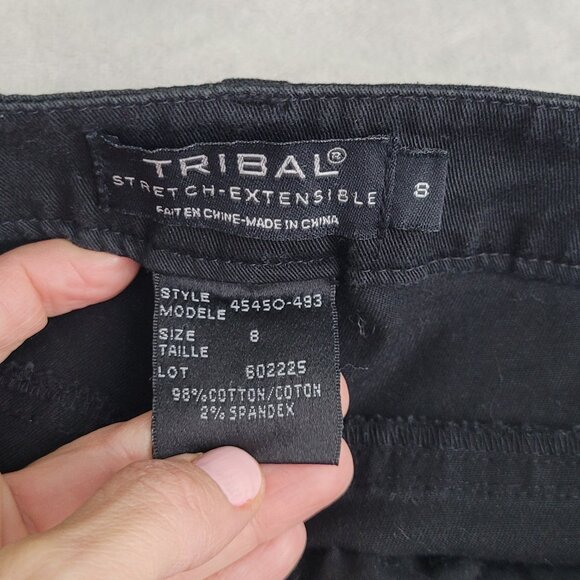 TRIBAL®
STRETCH-EXTENSIBLE
FAIT EN CHINE-MADE IN CHINA
8
STYLE
MODELE 45450-493
SIZE 8
TAILLE
LOT 602225
98% COTTON/COTON
2% SPANDEX